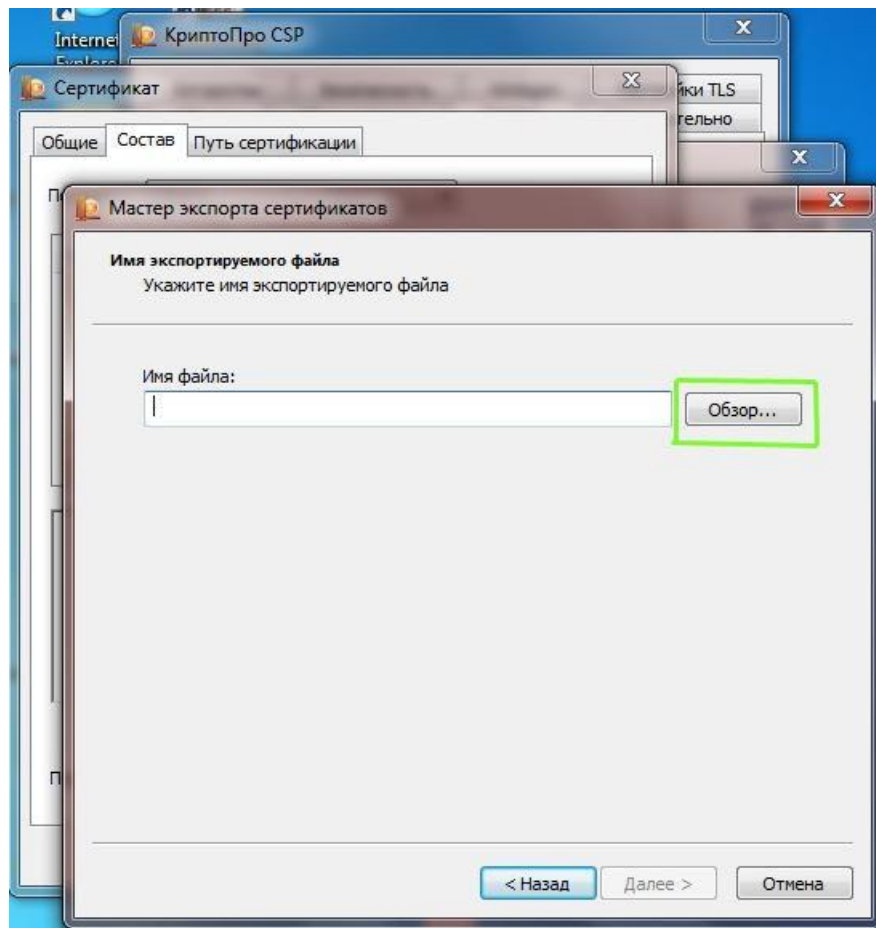 Internet
КриптоПро CSP
Сертификат
йки TLS
тельно
Общие
Состав
Путь сертификации
Мастер экспорта сертификатов
Имя экспортируемого файла
Укажите имя экспортируемого файла
Имя файла:
Обзор...
< Назад
Далее >
Отмена